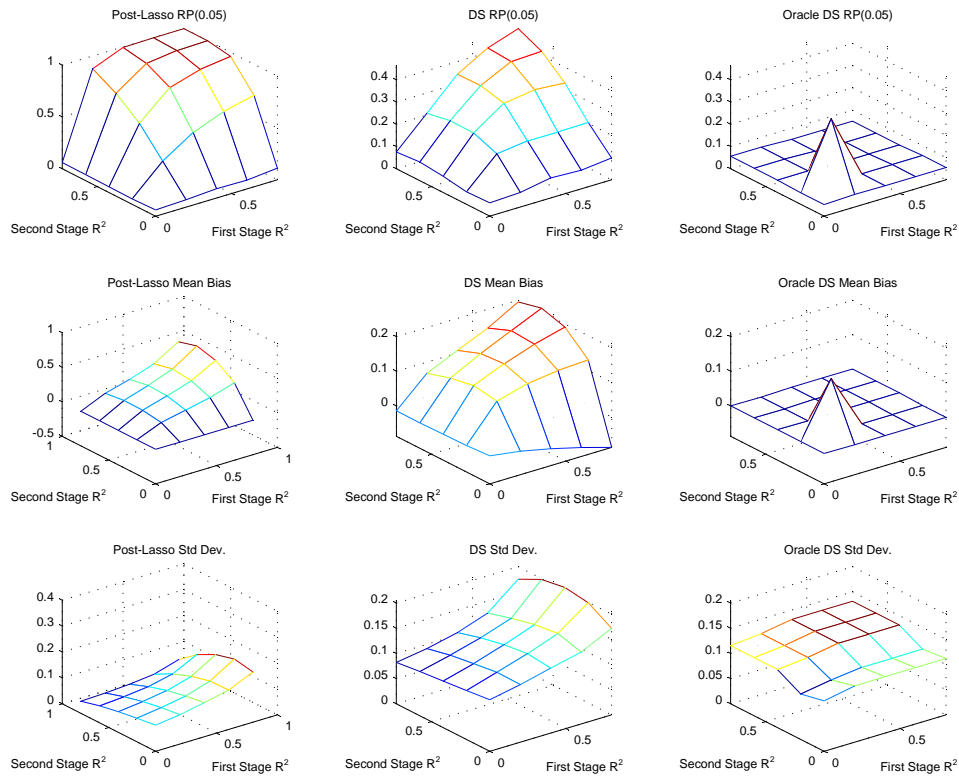 Post-Lasso RP(0.05)
DS RP(0.05)
Oracle DS RP(0.05)
1
0.5
0
0.5
0
0
0.5
Second Stage R²
First Stage R²
0.4
0.3
0.2
0.1
0
0.5
0
0
0.5
Second Stage R²
First Stage R²
0.4
0.3
0.2
0.1
0
0.5
0
0
0.5
Second Stage R²
First Stage R²
Post-Lasso Mean Bias
DS Mean Bias
Oracle DS Mean Bias
1
0.5
0
-0.5
1
0.5
0
0
0.5
1
Second Stage R²
First Stage R²
0.2
0.1
0
0.5
0
0
0.5
Second Stage R²
First Stage R²
0.2
0.1
0
0.5
0
0
0.5
Second Stage R²
First Stage R²
Post-Lasso Std Dev.
DS Std Dev.
Oracle DS Std Dev.
0.4
0.3
0.2
0.1
0
1
0.5
0
0
0.5
1
Second Stage R²
First Stage R²
0.2
0.15
0.1
0.05
0
0.5
0
0
0.5
Second Stage R²
First Stage R²
0.2
0.15
0.1
0.05
0
0.5
0
0
0.5
Second Stage R²
First Stage R²